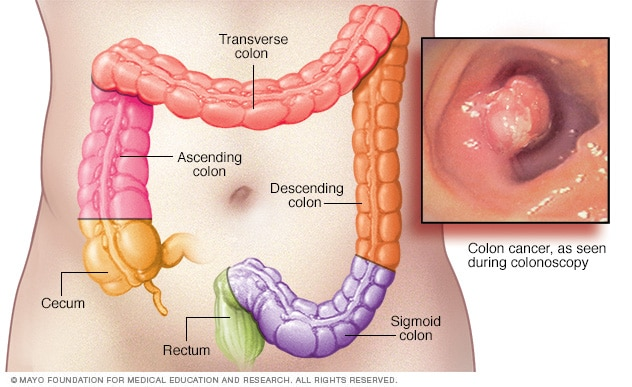 Transverse
colon
Ascending
colon
Descending
colon
Colon cancer, as seen
during colonoscopy
Cecum
Rectum
Sigmoid
colon
© MAYO FOUNDATION FOR MEDICAL EDUCATION AND RESEARCH. ALL RIGHTS RESERVED.